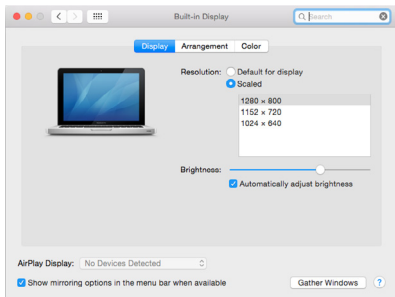 Built-in Display
Search
Display Arrangement Color
Resolution: Default for display
Scaled
1280 × 800
1152 × 720
1024 × 640
Brightness:
Automatically adjust brightness
AirPlay Display: No Devices Detected
Show mirroring options in the menu bar when available
Gather Windows ?